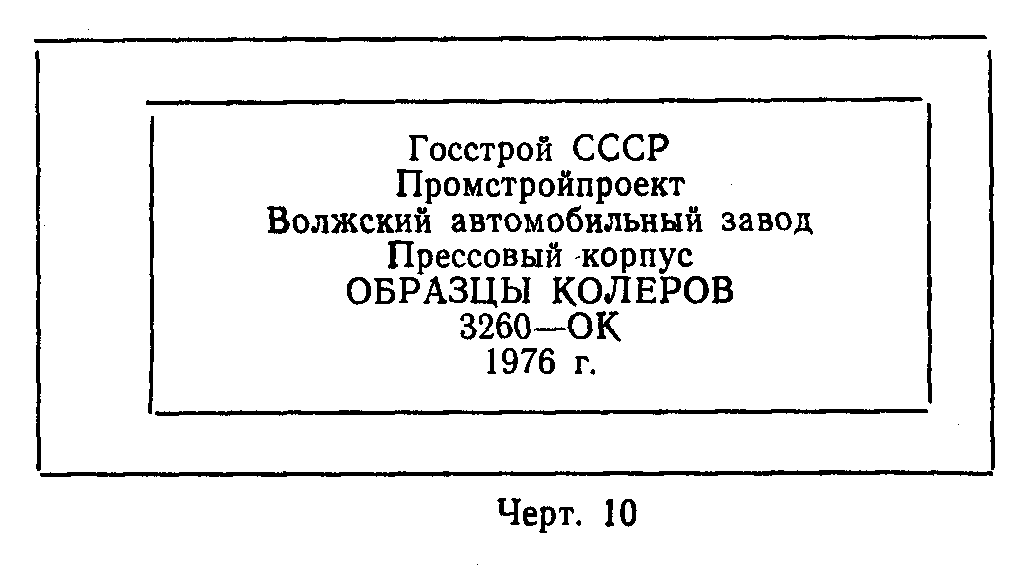 Госстрой СССР
Промстройпроект
Волжский автомобильный завод
Прессовый корпус
ОБРАЗЦЫ КОЛЕРОВ
3260—ОК
1976 г.
Черт. 10